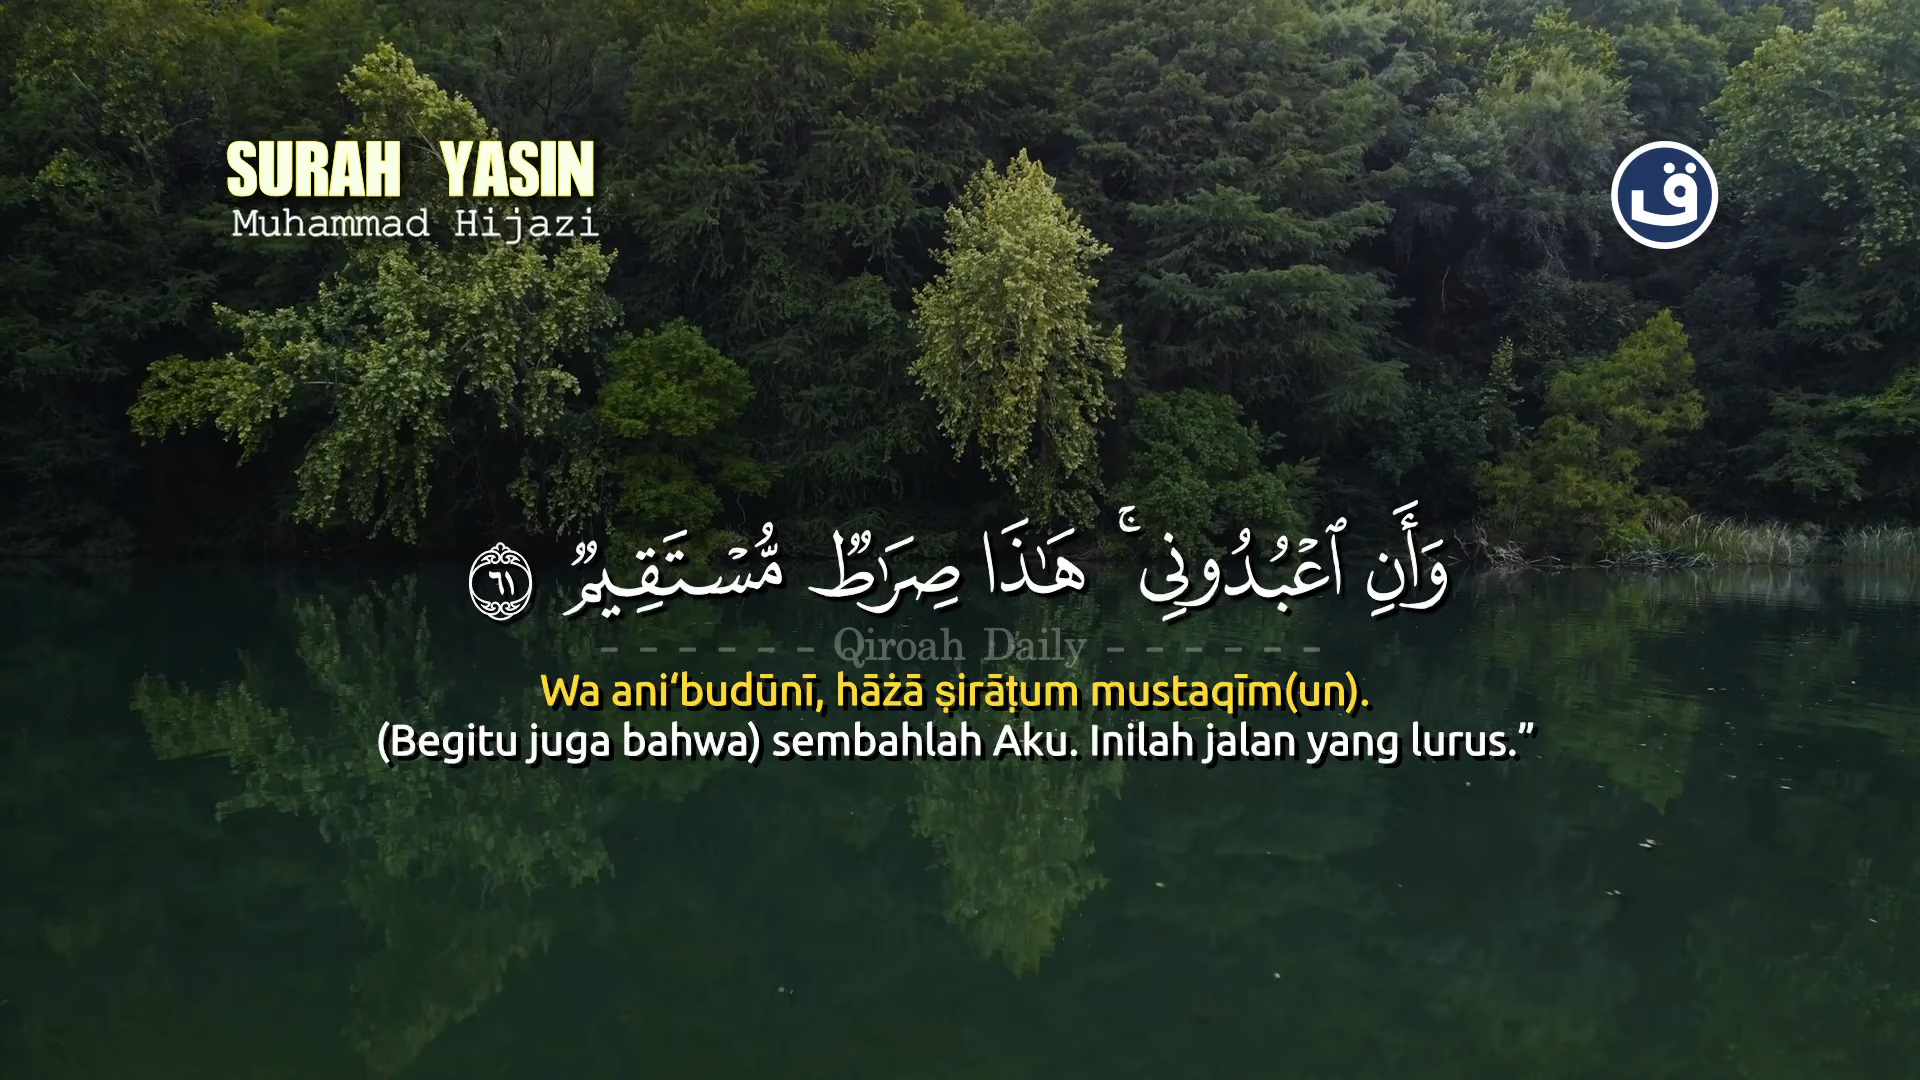 SURAH YASIN
Muhammad Hijazi
ق
وَأَنِ ٱعْبُدُونِى ۚ هَـٰذَا صِرَٰطٌ مُّسْتَقِيمٌ ٦١
- - - - - - Qiroah Daily - - - - - -
Wa ani‘budūnī, hāżā ṣirāṭum mustaqīm(un).
(Begitu juga bahwa) sembahlah Aku. Inilah jalan yang lurus.”